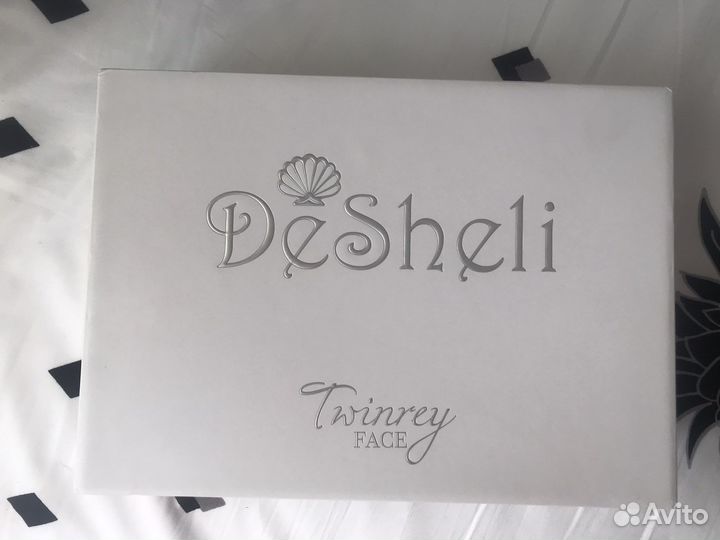 DeSheli
Twinrey
FACE
Avito